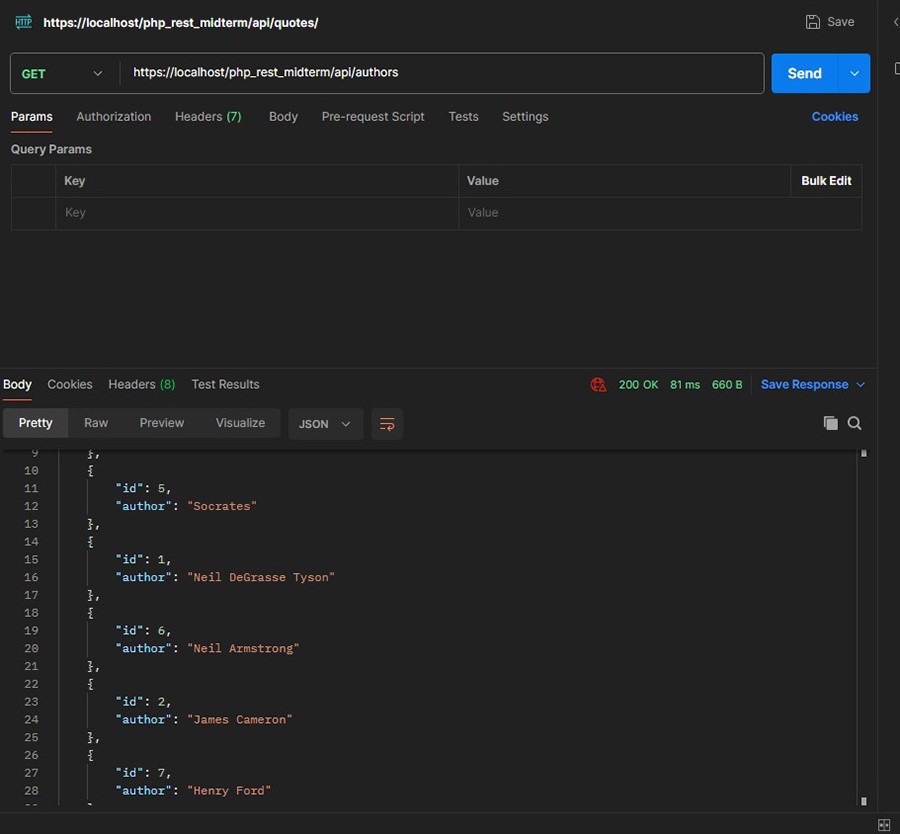 HTTP https://localhost/php_rest_midterm/api/quotes/ Save
GET https://localhost/php_rest_midterm/api/authors Send
Params Authorization Headers (7) Body Pre-request Script Tests Settings Cookies
Query Params
Key Value Bulk Edit
Key Value
Body Cookies Headers (8) Test Results 200 OK 81 ms 660 B Save Response
Pretty Raw Preview Visualize JSON
9 },
10 {
11 "id": 5,
12 "author": "Socrates"
13 },
14 {
15 "id": 1,
16 "author": "Neil DeGrasse Tyson"
17 },
18 {
19 "id": 6,
20 "author": "Neil Armstrong"
21 },
22 {
23 "id": 2,
24 "author": "James Cameron"
25 },
26 {
27 "id": 7,
28 "author": "Henry Ford"